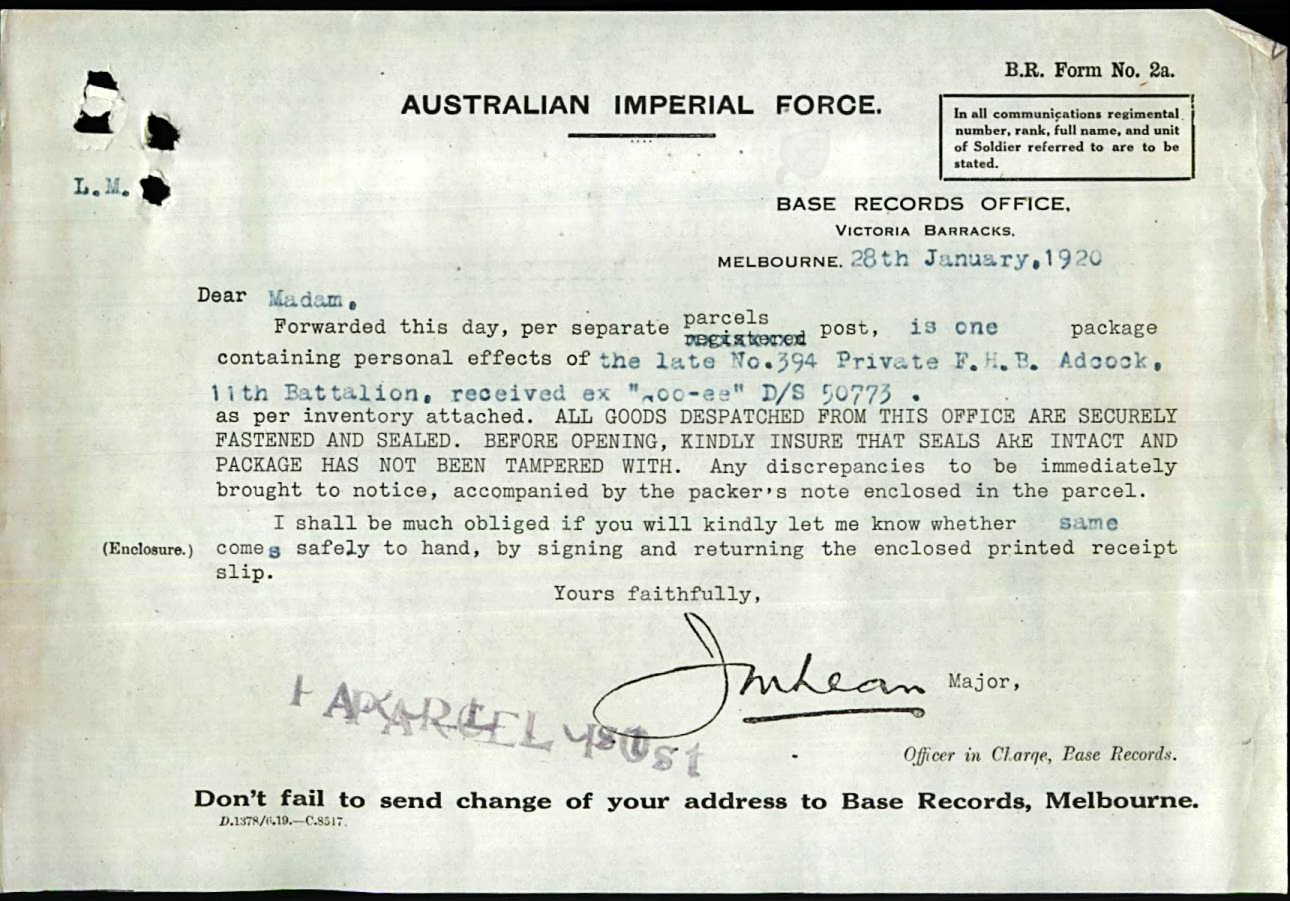 B.R. Form No. 2a.
AUSTRALIAN IMPERIAL FORCE.
In all communications regimental
number, rank, full name, and unit
of Soldier referred to are to be
stated.
L.M.
BASE RECORDS OFFICE,
VICTORIA BARRACKS,
MELBOURNE. 28th January, 1920
Dear Madam,
parcels
Forwarded this day, per separate registered post, is one package
containing personal effects of the late No.394 Private F.H.B. Adcock,
11th Battalion, received ex "oo-ee" D/S 50773 .
as per inventory attached. ALL GOODS DESPATCHED FROM THIS OFFICE ARE SECURELY
FASTENED AND SEALED. BEFORE OPENING, KINDLY INSURE THAT SEALS ARE INTACT AND
PACKAGE HAS NOT BEEN TAMPERED WITH. Any discrepancies to be immediately
brought to notice, accompanied by the packer's note enclosed in the parcel.
I shall be much obliged if you will kindly let me know whether same
(Enclosure.) comes safely to hand, by signing and returning the enclosed printed receipt
slip.
Yours faithfully,
JMLean Major,
Officer in Charge, Base Records.
Don't fail to send change of your address to Base Records, Melbourne.
D.1378/6.19.—C.8517.